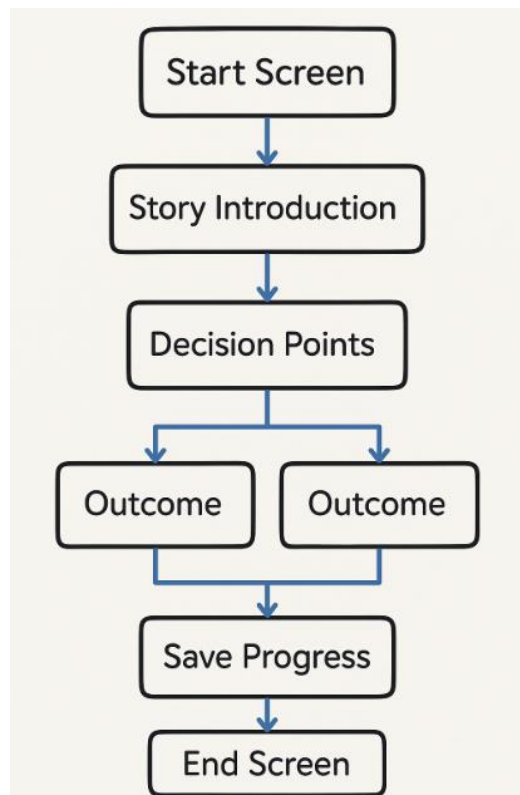 Start Screen
Story Introduction
Decision Points
Outcome
Outcome
Save Progress
End Screen